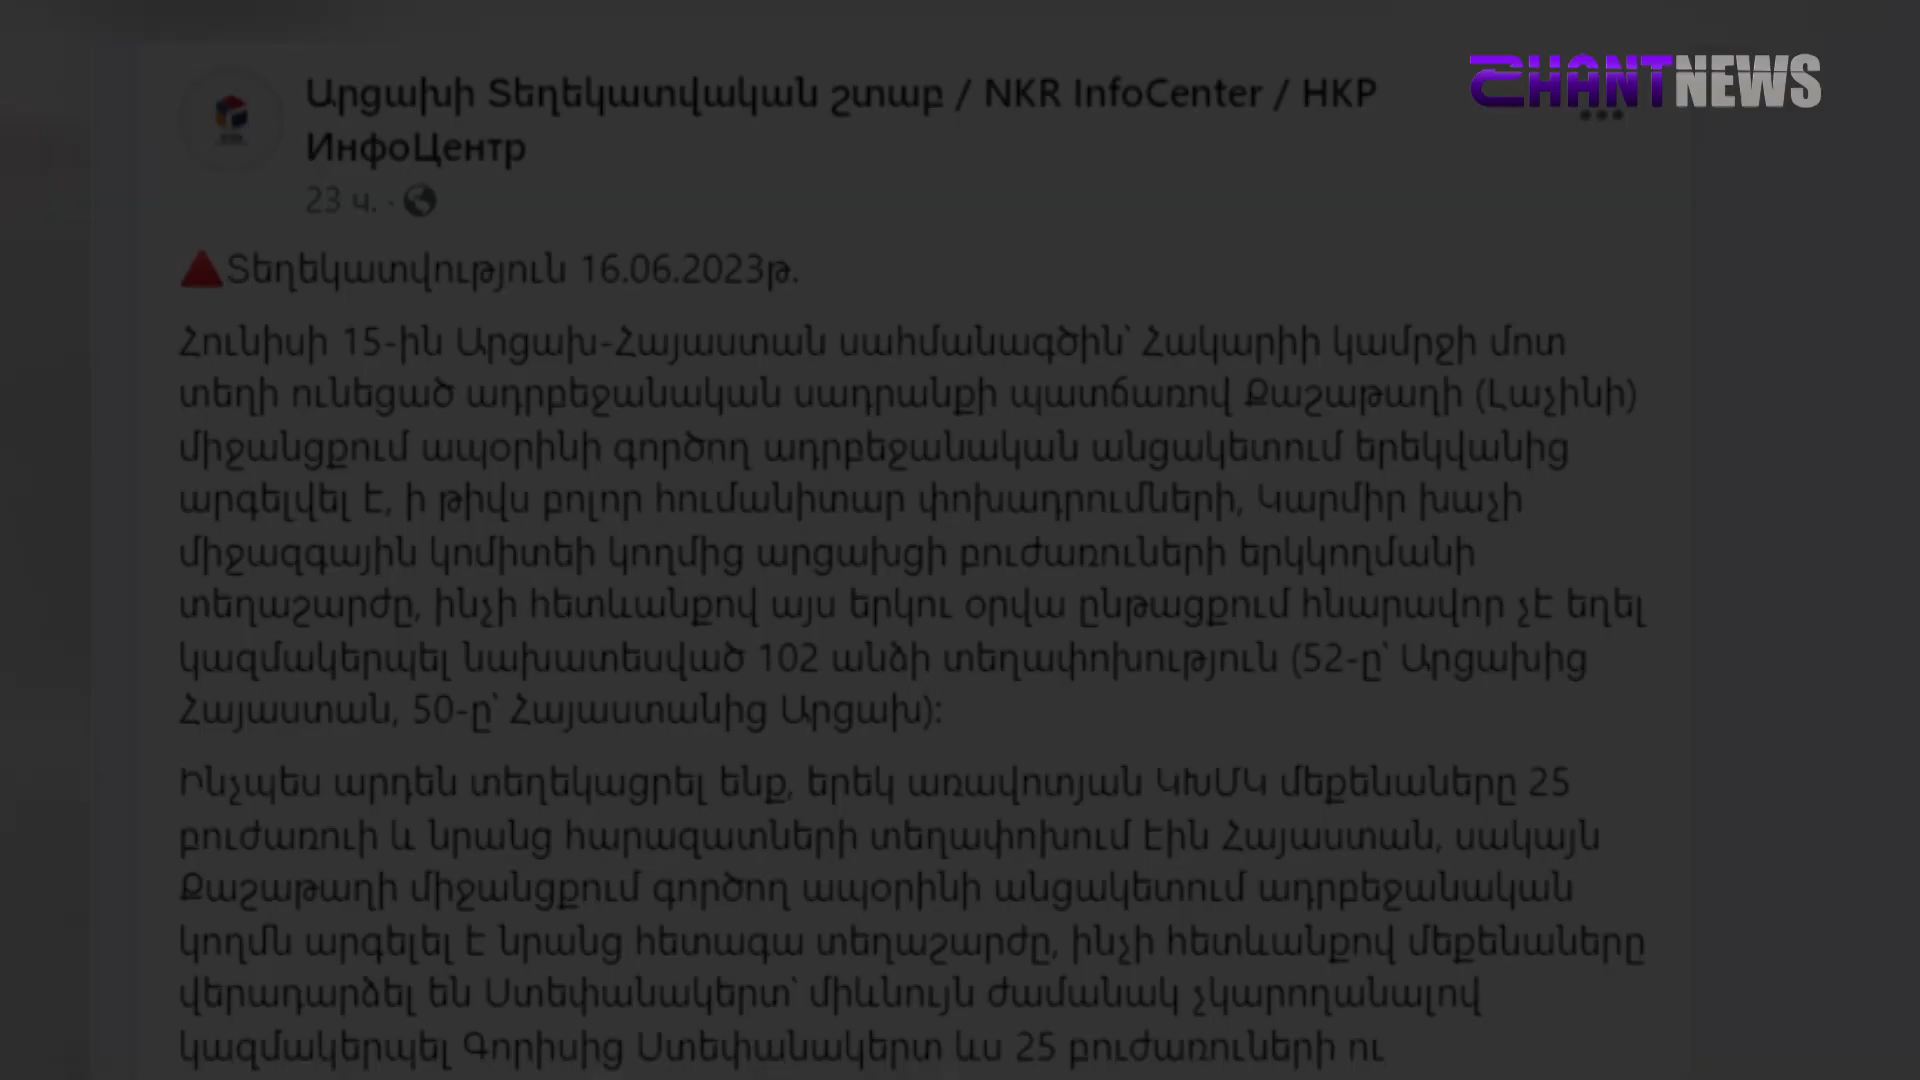 SHANTNEWS
Արցախի Տեղեկատվական շտաբ / NKR InfoCenter / НКР
ИнфоЦентр
23 ч. ·
Տեղեկատվություն 16.06.2023թ.
Հունիսի 15-ին Արցախ-Հայաստան սահմանագծին՝ Հակարիի կամրջի մոտ
տեղի ունեցած ադրբեջանական սադրանքի պատճառով Քաշաթաղի (Լաչինի)
միջանցքում ապօրինի գործող ադրբեջանական անցակետում երեկվանից
արգելվել է, ի թիվս բոլոր հումանիտար փոխադրումների, Կարմիր խաչի
միջազգային կոմիտեի կողմից արցախցի բուժառուների երկկողմանի
տեղաշարժը, ինչի հետևանքով այս երկու օրվա ընթացքում հնարավոր չէ եղել
կազմակերպել նախատեսված 102 անձի տեղափոխություն (52-ը՝ Արցախից
Հայաստան, 50-ը՝ Հայաստանից Արցախ):
Ինչպես արդեն տեղեկացրել ենք, երեկ առավոտյան ԿԽՄԿ մեքենաները 25
բուժառուի և նրանց հարազատների տեղափոխում էին Հայաստան, սակայն
Քաշաթաղի միջանցքում գործող ապօրինի անցակետում ադրբեջանական
կողմն արգելել է նրանց հետագա տեղաշարժը, ինչի հետևանքով մեքենաները
վերադարձել են Ստեփանակերտ՝ միևնույն ժամանակ չկարողանալով
կազմակերպել Գորիսից Ստեփանակերտ ևս 25 բուժառուների ու